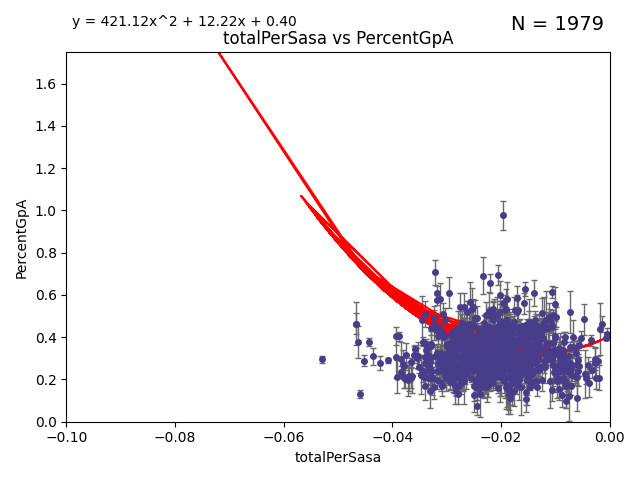 y = 421.12x^2 + 12.22x + 0.40
N = 1979
totalPerSasa vs PercentGpA
1.6
1.4
1.2
1.0
0.8
0.6
0.4
0.2
0.0
PercentGpA
−0.10 −0.08 −0.06 −0.04 −0.02 0.00
totalPerSasa